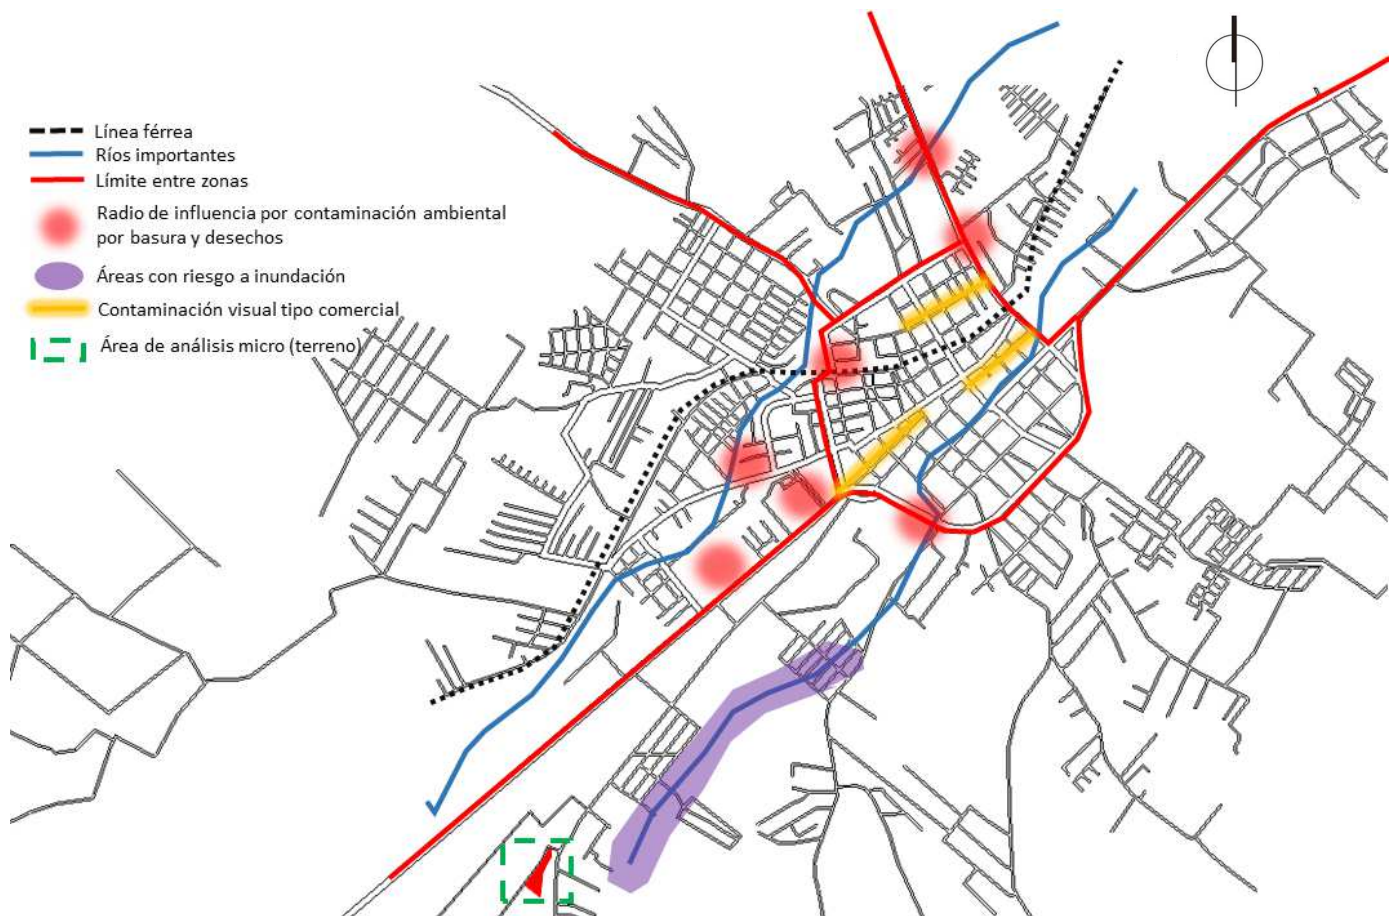 Línea férrea
Ríos importantes
Límite entre zonas
Radio de influencia por contaminación ambiental
por basura y desechos
Áreas con riesgo a inundación
Contaminación visual tipo comercial
Área de análisis micro (terreno)